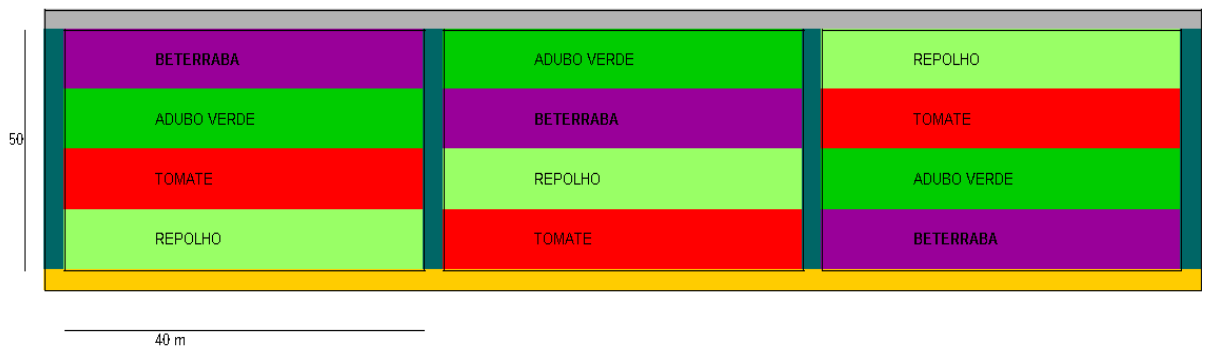 BETERRABA
ADUBO VERDE
TOMATE
REPOLHO
ADUBO VERDE
BETERRABA
REPOLHO
TOMATE
REPOLHO
TOMATE
ADUBO VERDE
BETERRABA
50
40 m